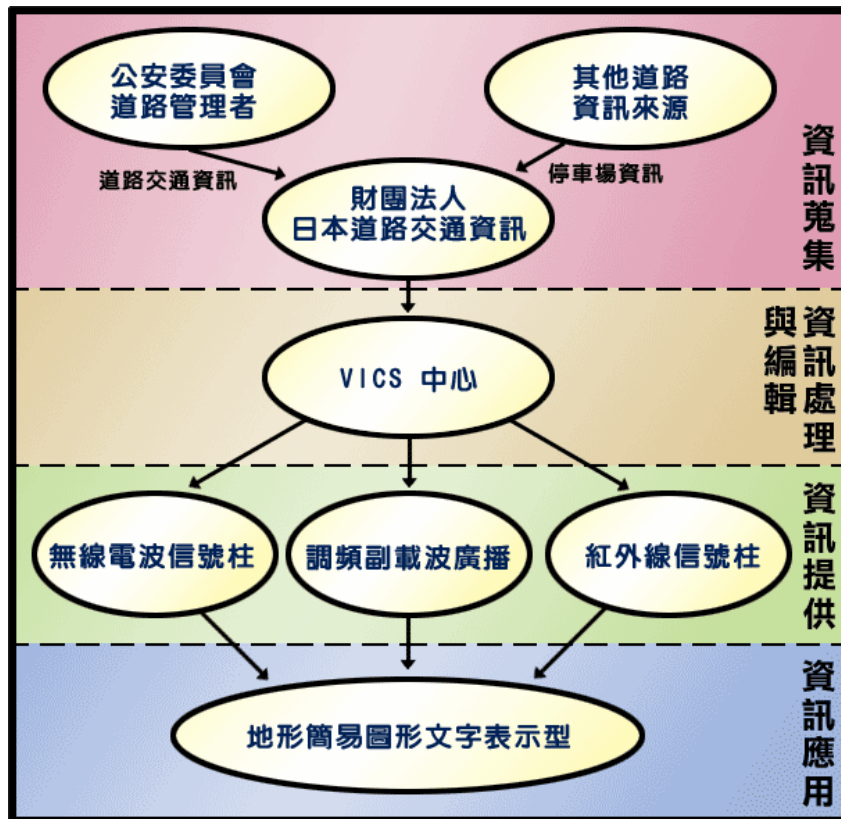 公安委員會
道路管理者
其他道路
資訊來源
道路交通資訊
停車場資訊
財團法人
日本道路交通資訊
資訊蒐集
VICS 中心
資訊處理
與編輯
無線電波信號柱
調頻副載波廣播
紅外線信號柱
資訊提供
地形簡易圖形文字表示型
資訊應用